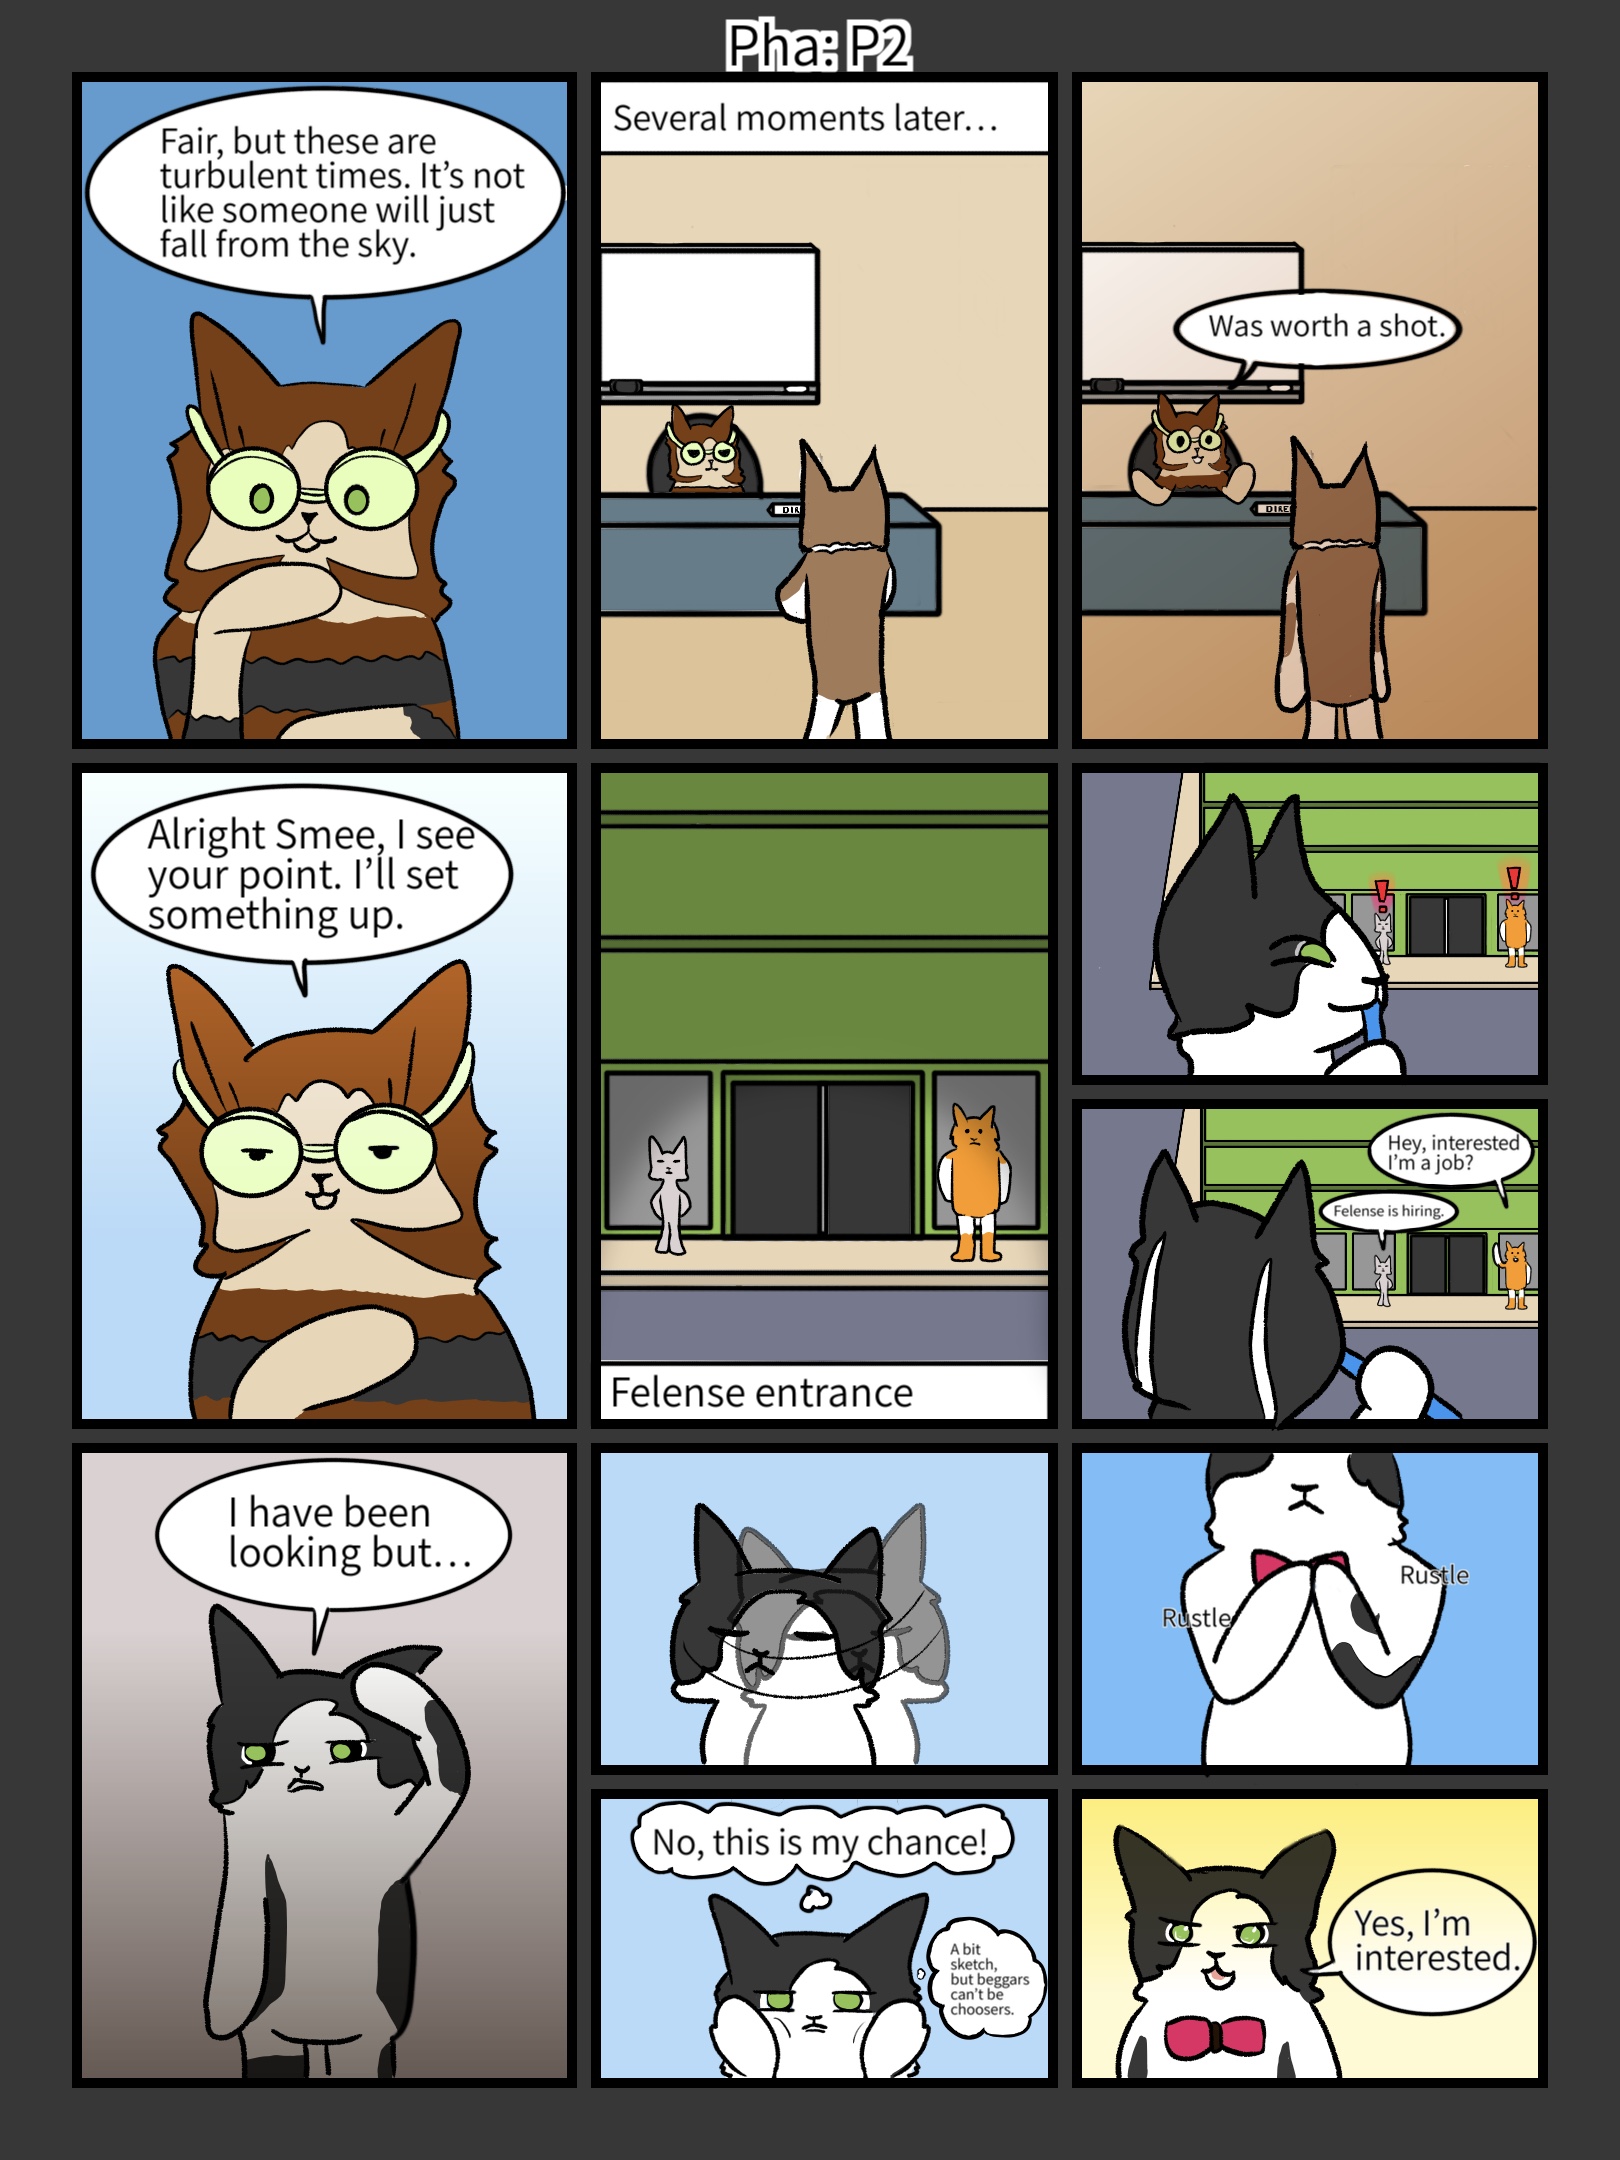 Pha: P2
Fair, but these are
turbulent times. It's not
like someone will just
fall from the sky.
Several moments later...
DIR
Was worth a shot.
DIRE
Alright Smee, I see
your point. I'll set
something up.
Felense entrance
!
!
Hey, interested
I'm a job?
Felense is hiring.
I have been
looking but...
Rustle
Rustle
No, this is my chance!
A bit
sketch,
but beggars
can't be
choosers.
Yes, I'm
interested.